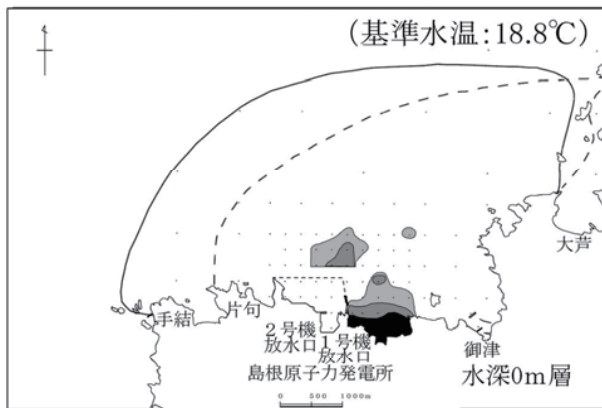 (基準水温:18.8℃)
大芦
手結
片句
2号機
放水口
1号機
放水口
御津
島根原子力発電所
水深0m層
0 500 1000m